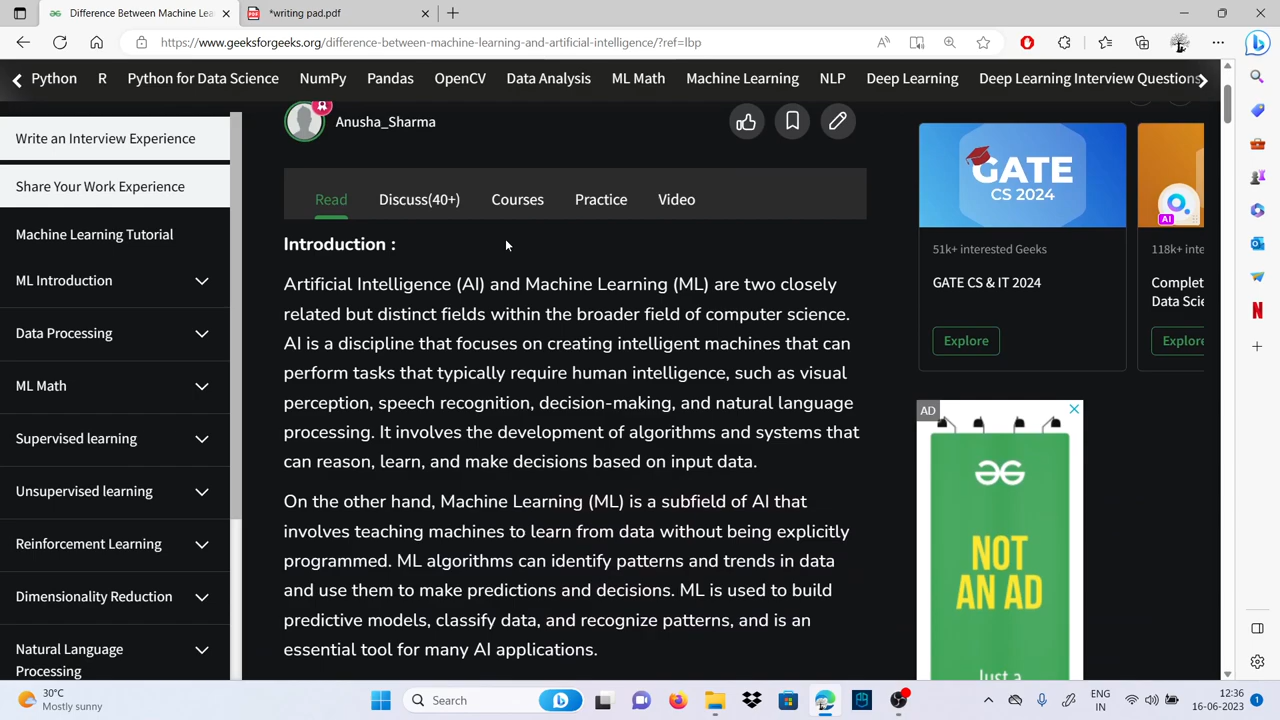 Difference Between Machine Lea
*writing pad.pdf
https://www.geeksforgeeks.org/difference-between-machine-learning-and-artificial-intelligence/?ref=lbp
Python R Python for Data Science NumPy Pandas OpenCV Data Analysis ML Math Machine Learning NLP Deep Learning Deep Learning Interview Questions
Write an Interview Experience
Share Your Work Experience
Machine Learning Tutorial
ML Introduction
Data Processing
ML Math
Supervised learning
Unsupervised learning
Reinforcement Learning
Dimensionality Reduction
Natural Language
Processing
Anusha_Sharma
Read Discuss(40+) Courses Practice Video
Introduction :
Artificial Intelligence (AI) and Machine Learning (ML) are two closely
related but distinct fields within the broader field of computer science.
AI is a discipline that focuses on creating intelligent machines that can
perform tasks that typically require human intelligence, such as visual
perception, speech recognition, decision-making, and natural language
processing. It involves the development of algorithms and systems that
can reason, learn, and make decisions based on input data.
On the other hand, Machine Learning (ML) is a subfield of AI that
involves teaching machines to learn from data without being explicitly
programmed. ML algorithms can identify patterns and trends in data
and use them to make predictions and decisions. ML is used to build
predictive models, classify data, and recognize patterns, and is an
essential tool for many AI applications.
GATE
CS 2024
51k+ interested Geeks
GATE CS & IT 2024
Explore
AI
118k+ inte
Complet
Data Scie
Explore
AD
NOT
AN AD
Just a
30°C
Mostly sunny
Search
ENG
IN
12:36
16-06-2023
1